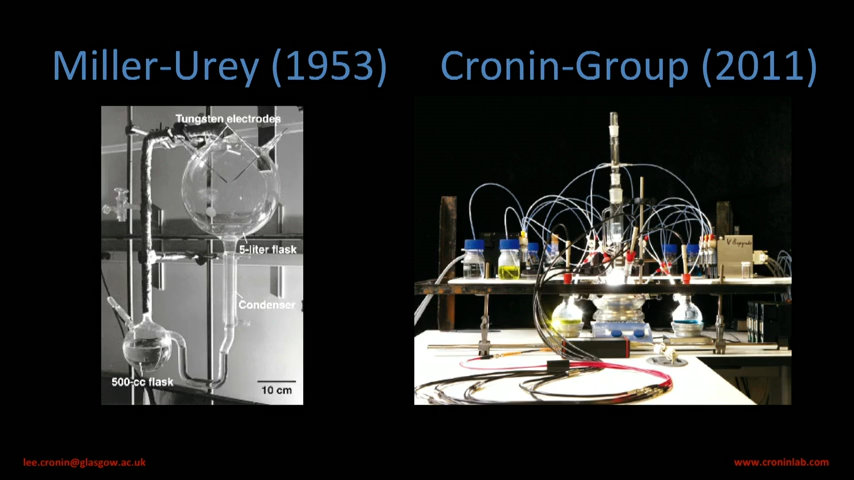 Miller-Urey (1953)
Cronin-Group (2011)
Tungsten electrodes
5-liter flask
Condenser
500-cc flask
10 cm
lee.cronin@glasgow.ac.uk
www.croninlab.com